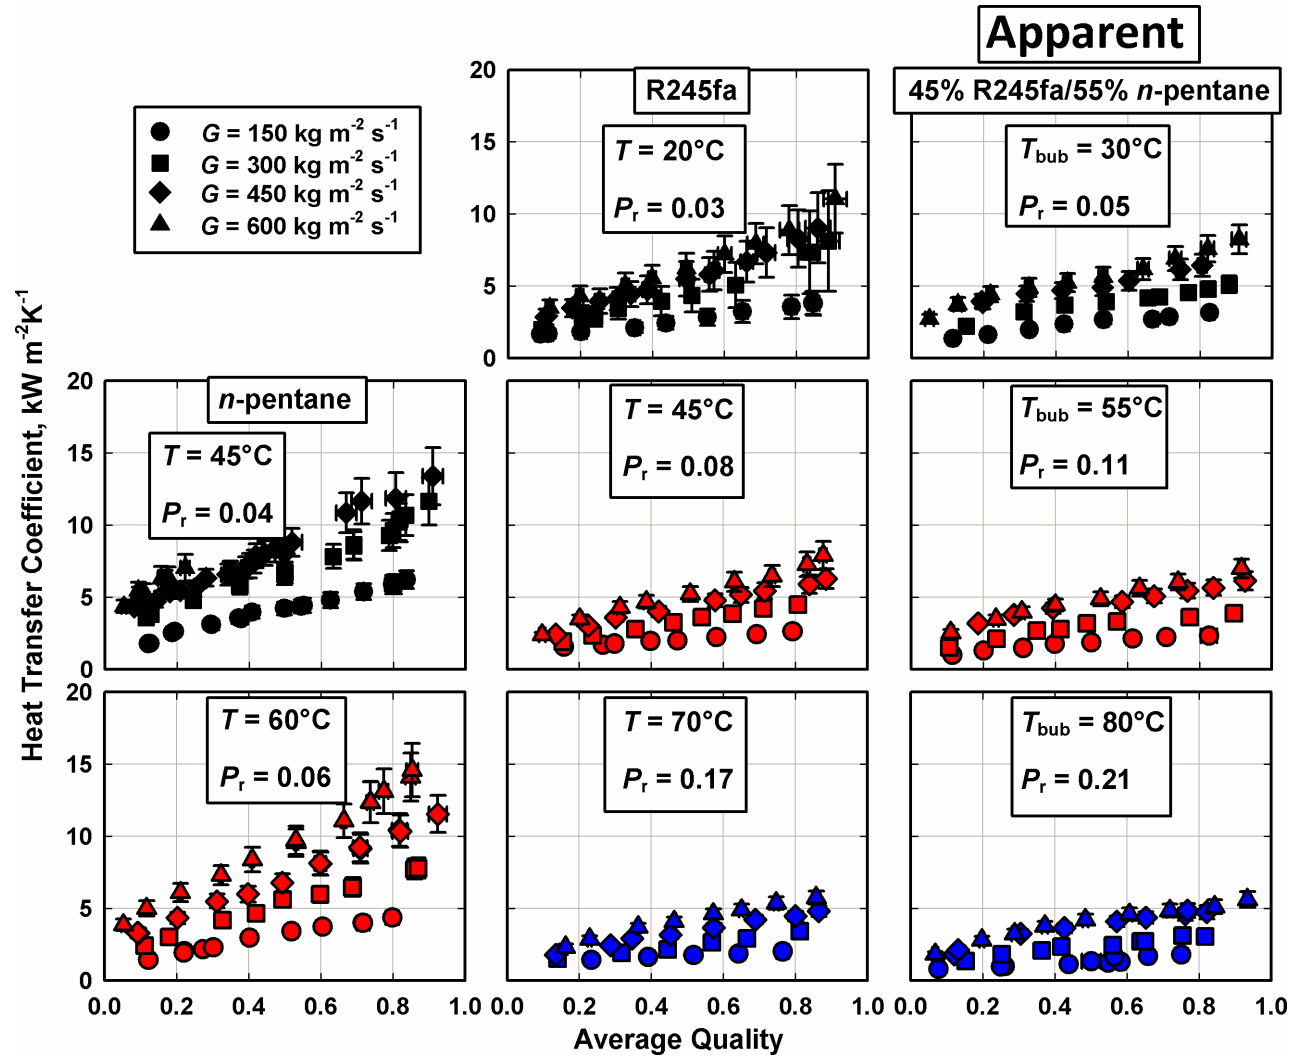 Apparent
R245fa
45% R245fa/55% n-pentane
G = 150 kg m-2 s-1
G = 300 kg m-2 s-1
G = 450 kg m-2 s-1
G = 600 kg m-2 s-1
20
15
10
5
0
T = 20°C
Pr = 0.03
Tbub = 30°C
Pr = 0.05
Heat Transfer Coefficient, kW m-2K-1
n-pentane
20
15
10
5
0
T = 45°C
Pr = 0.04
T = 45°C
Pr = 0.08
Tbub = 55°C
Pr = 0.11
20
15
10
5
0
T = 60°C
Pr = 0.06
T = 70°C
Pr = 0.17
Tbub = 80°C
Pr = 0.21
0.0 0.2 0.4 0.6 0.8 1.0 0.0 0.2 0.4 0.6 0.8 1.0 0.0 0.2 0.4 0.6 0.8 1.0
Average Quality